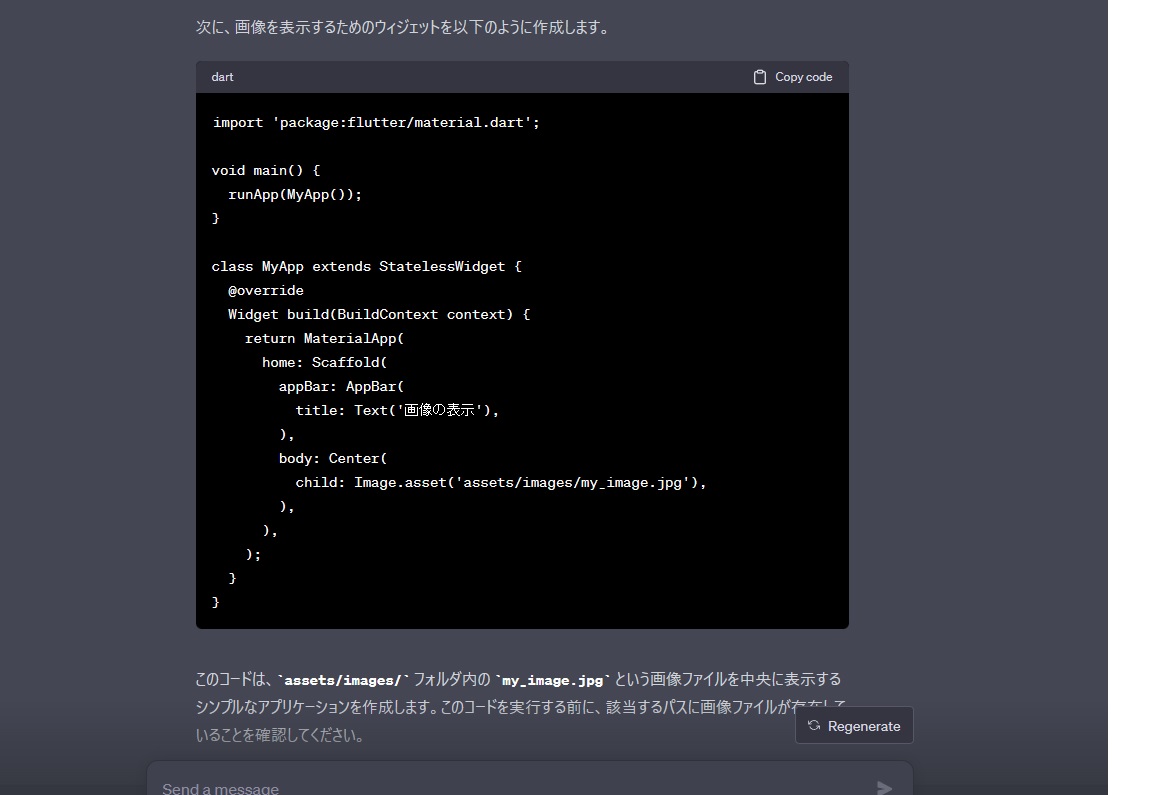 次に、画像を表示するためのウィジェットを以下のように作成します。
dart
Copy code
import 'package:flutter/material.dart';
void main() {
  runApp(MyApp());
}
class MyApp extends StatelessWidget {
  @override
  Widget build(BuildContext context) {
    return MaterialApp(
      home: Scaffold(
        appBar: AppBar(
          title: Text('画像の表示'),
        ),
        body: Center(
          child: Image.asset('assets/images/my_image.jpg'),
        ),
      ),
    );
  }
}
このコードは、`assets/images/` フォルダ内の `my_image.jpg` という画像ファイルを中央に表示する
シンプルなアプリケーションを作成します。このコードを実行する前に、該当するパスに画像ファイルが存在して
いることを確認してください。
Regenerate
Send a message